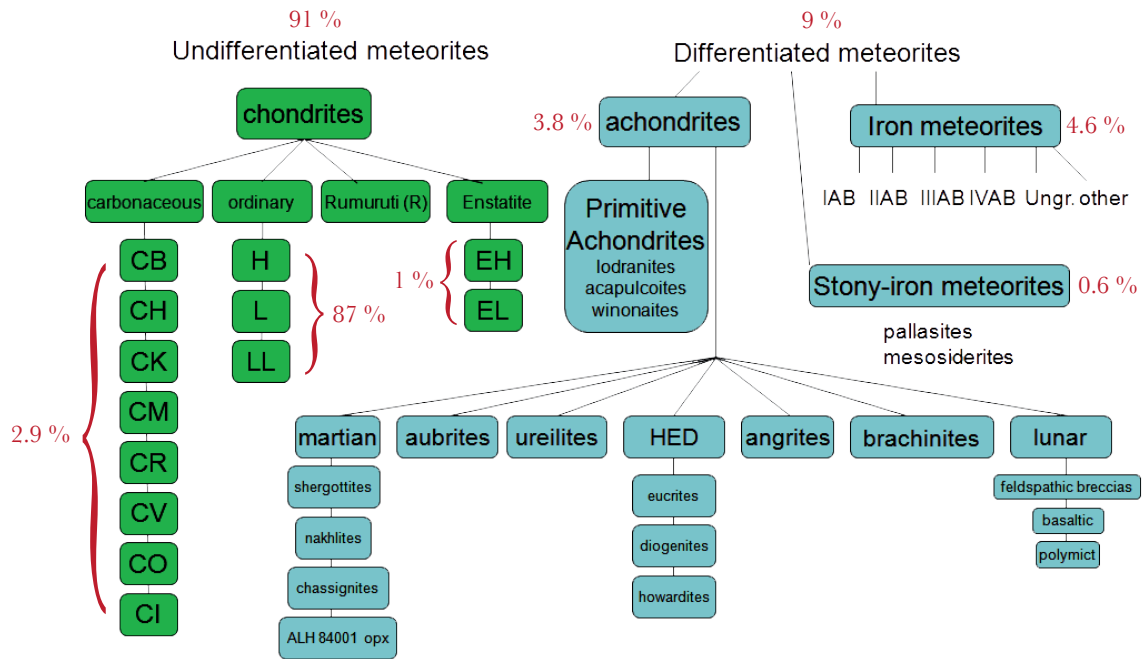 91 %
Undifferentiated meteorites
chondrites
carbonaceous
ordinary
Rumuruti (R)
Enstatite
CB
CH
CK
CM
CR
CV
CO
CI
2.9 %
H
L
LL
87 %
EH
EL
1 %
9 %
Differentiated meteorites
3.8 %
achondrites
Primitive
Achondrites
lodranites
acapulcoites
winonaites
Iron meteorites
4.6 %
IAB IIAB IIIAB IVAB Ungr. other
Stony-iron meteorites
0.6 %
pallasites
mesosiderites
martian
shergottites
nakhlites
chassignites
ALH 84001 opx
aubrites
ureilites
HED
eucrites
diogenites
howardites
angrites
brachinites
lunar
feldspathic breccias
basaltic
polymict